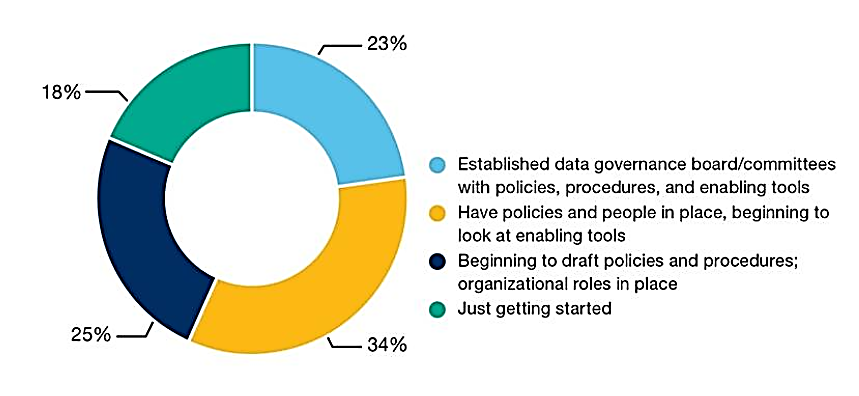 23%
18%
Established data governance board/committees
with policies, procedures, and enabling tools
Have policies and people in place, beginning to
look at enabling tools
Beginning to draft policies and procedures;
organizational roles in place
Just getting started
25%
34%